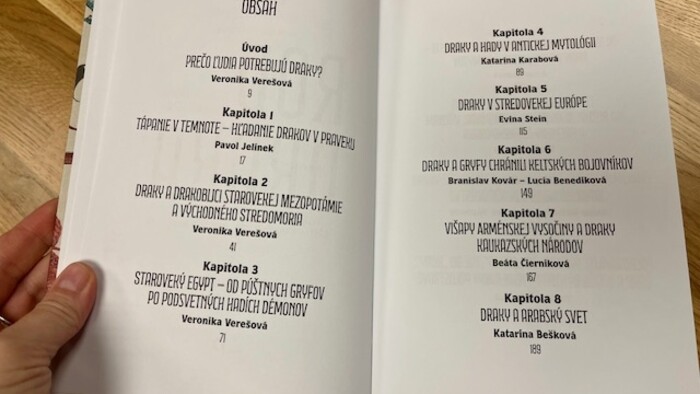 OBSAH
Úvod
PREČO ĽUDIA POTREBUJÚ DRAKY?
Veronika Verešová
9
Kapitola 1
TÁPANIE V TEMNOTE – HĽADANIE DRAKOV V PRAVEKU
Pavol Jelínek
17
Kapitola 2
DRAKY A DRAKOBIJCI STAROVEKEJ MEZOPOTÁMIE
A VÝCHODNÉHO STREDOMORIA
Veronika Verešová
41
Kapitola 3
STAROVEKÝ EGYPT – OD PÚŠTNYCH GRYFOV
PO PODSVETNÝCH HADÍCH DÉMONOV
Veronika Verešová
71
Kapitola 4
DRAKY A HADY V ANTICKEJ MYTOLÓGII
Katarína Karabová
89
Kapitola 5
DRAKY V STREDOVEKEJ EURÓPE
Evina Stein
115
Kapitola 6
DRAKY A GRYFY CHRÁNILI KELTSKÝCH BOJOVNÍKOV
Branislav Kovár – Lucia Benediková
149
Kapitola 7
VIŠAPY ARMÉNSKEJ VYSOČINY A DRAKY
KAUKAZSKÝCH NÁRODOV
Beáta Čierniková
167
Kapitola 8
DRAKY A ARABSKÝ SVET
Katarína Bešková
189